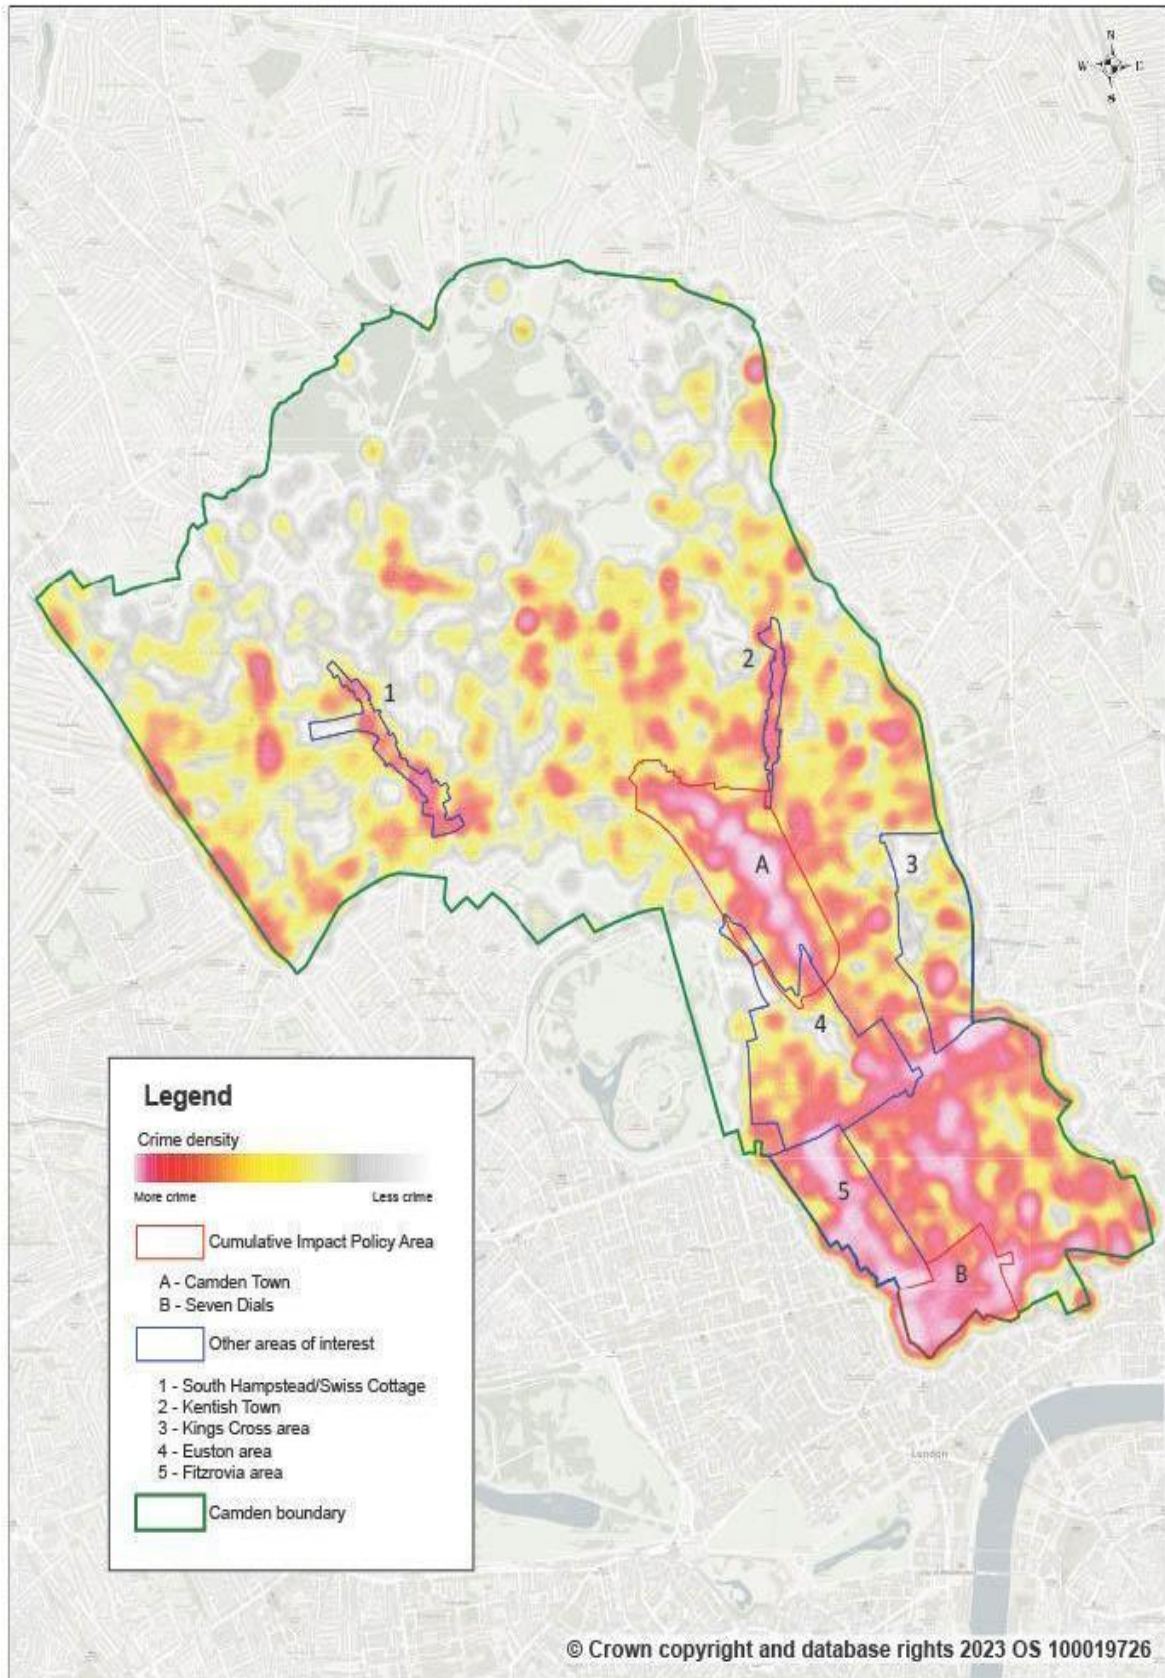 N
W E
S
2
1
A
3
4
5
B
Legend
Crime density
More crime Less crime
Cumulative Impact Policy Area
A - Camden Town
B - Seven Dials
Other areas of interest
1 - South Hampstead/Swiss Cottage
2 - Kentish Town
3 - Kings Cross area
4 - Euston area
5 - Fitzrovia area
Camden boundary
London
© Crown copyright and database rights 2023 OS 100019726